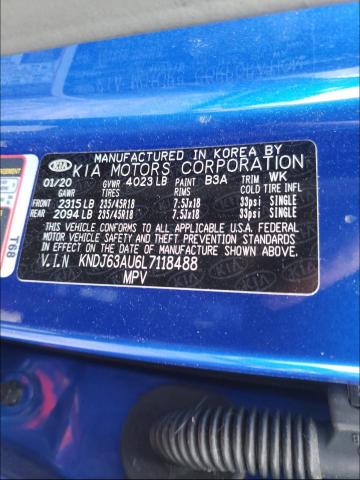 MANUFACTURED IN KOREA BY
KIA KIA MOTORS CORPORATION
01/20 GVWR 4023 LB PAINT B3A TRIM WK
GAWR TIRES RIMS COLD TIRE INFL
FRONT 2315 LB 235/45R18 7.5Jx18 33psi SINGLE
REAR 2094 LB 235/45R18 7.5Jx18 33psi SINGLE
THIS VEHICLE CONFORMS TO ALL APPLICABLE U.S.A. FEDERAL
MOTOR VEHICLE SAFETY AND THEFT PREVENTION STANDARDS
IN EFFECT ON THE DATE OF MANUFACTURE SHOWN ABOVE.
V.I.N KNDJ63AU6L7118488
MPV
T68